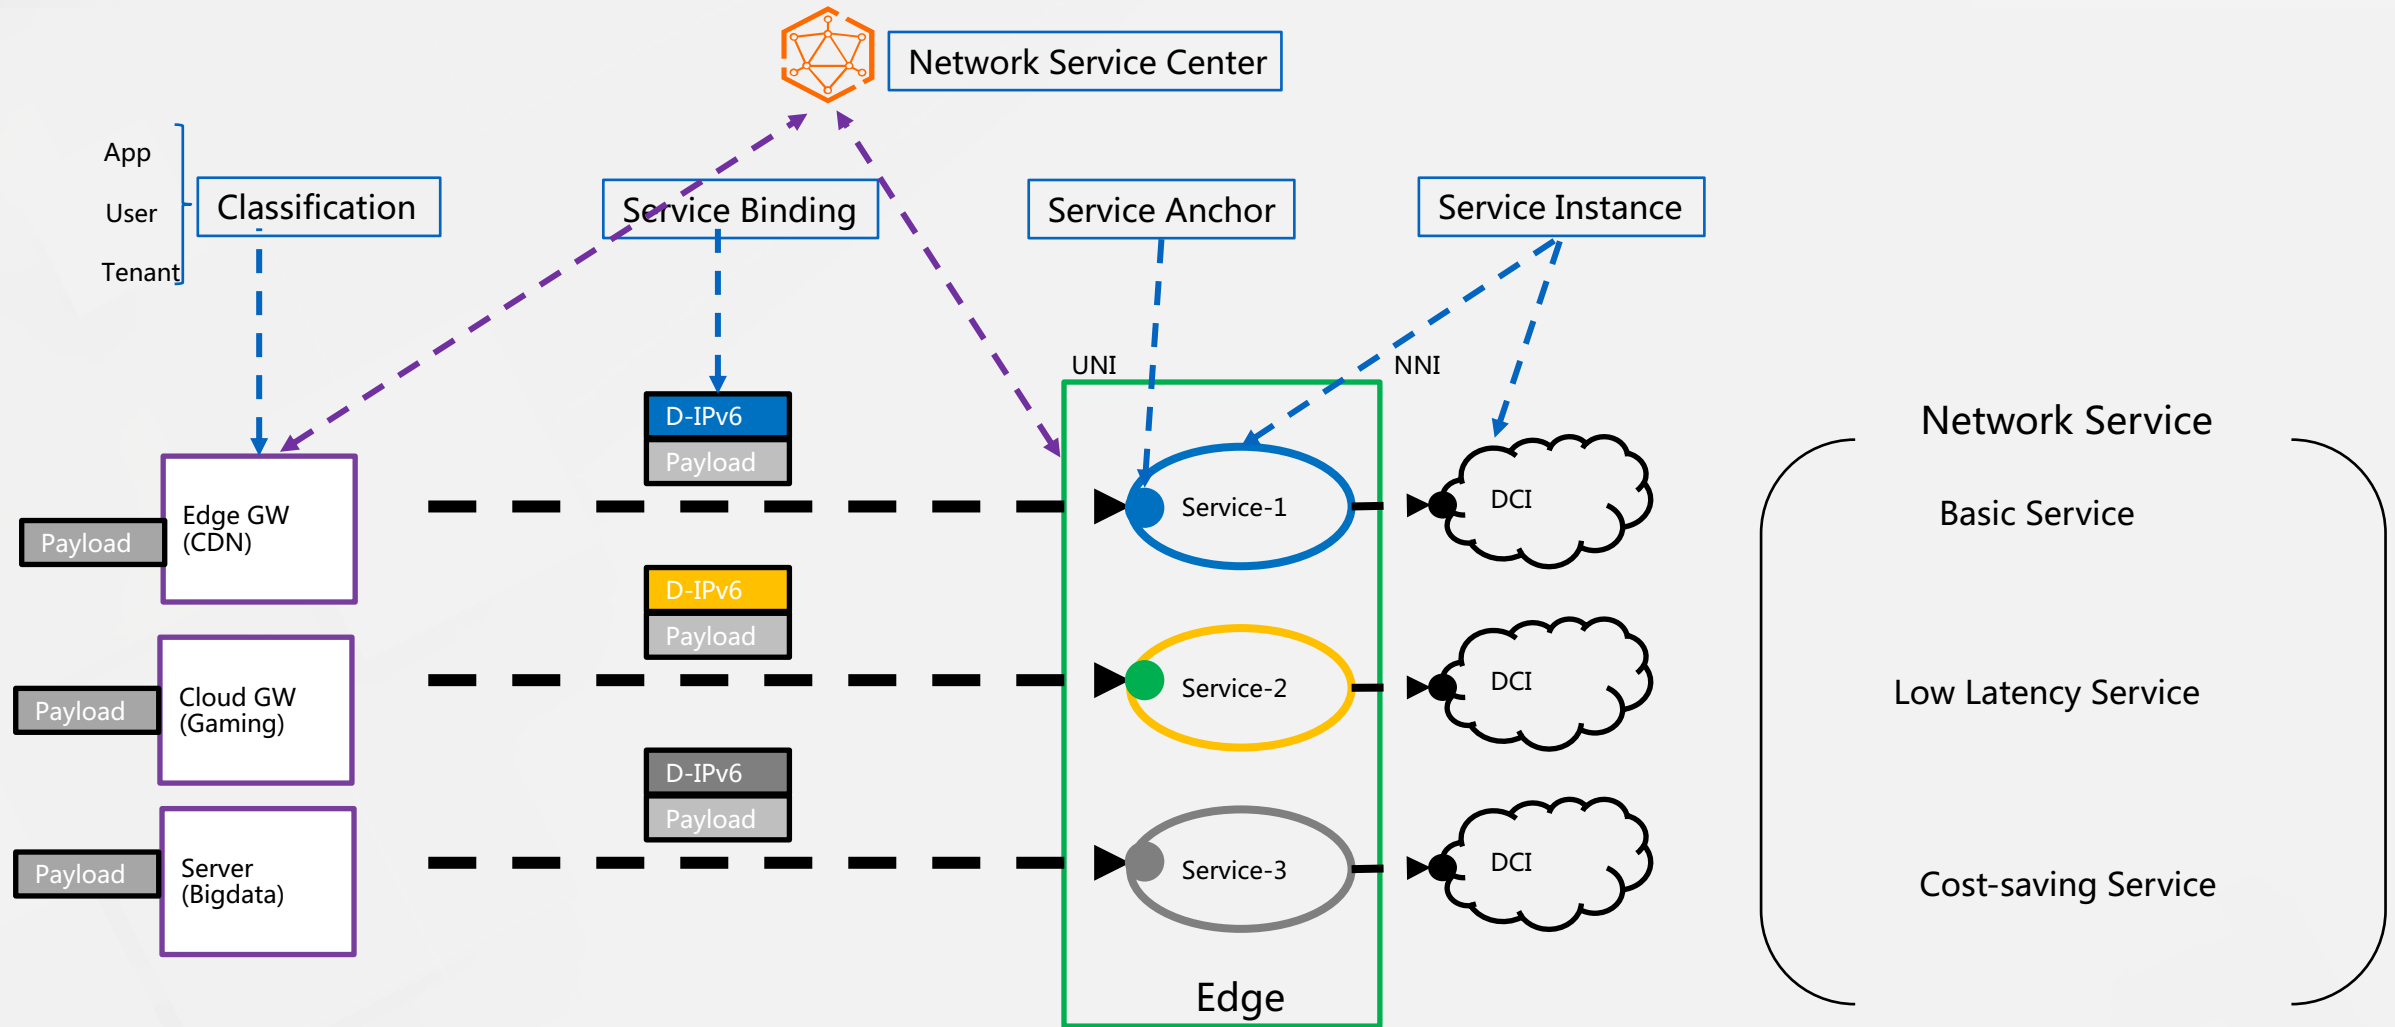 Network Service Center
App
User
Tenant
Classification
Service Binding
Service Anchor
Service Instance
UNI
NNI
D-IPv6
Payload
Edge GW
(CDN)
Payload
Service-1
DCI
Network Service
Basic Service
D-IPv6
Payload
Cloud GW
(Gaming)
Payload
Service-2
DCI
Low Latency Service
D-IPv6
Payload
Server
(Bigdata)
Payload
Service-3
DCI
Cost-saving Service
Edge